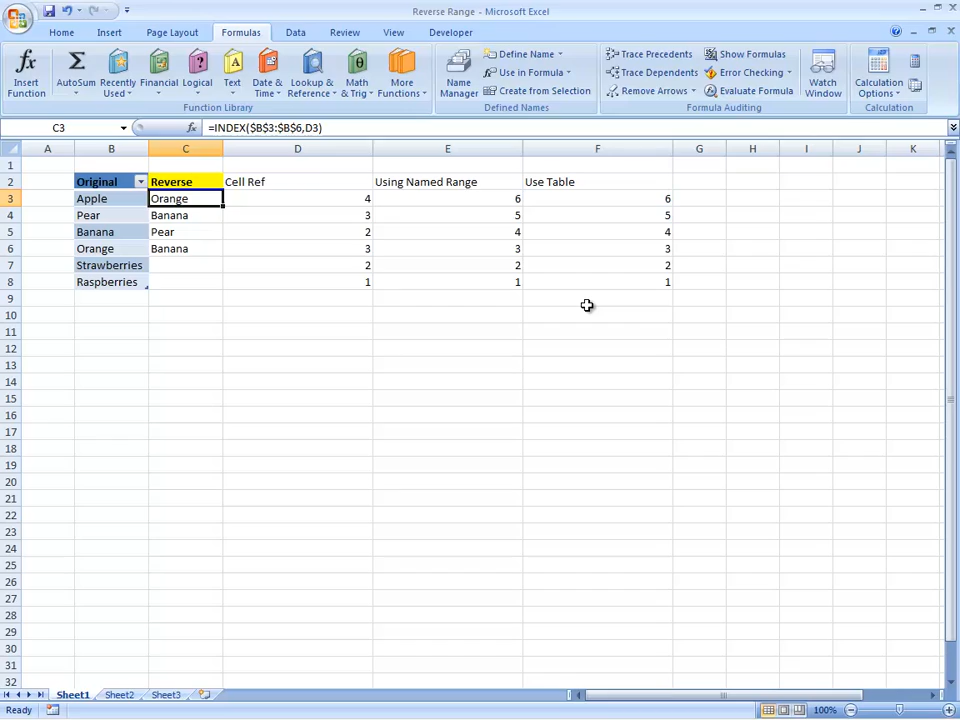 Reverse Range - Microsoft Excel
Home Insert Page Layout Formulas Data Review View Developer
Insert Function
AutoSum
Recently Used
Financial
Logical
Text
Date & Time
Lookup & Reference
Math & Trig
More Functions
Function Library
Name Manager
Define Name
Use in Formula
Create from Selection
Defined Names
Trace Precedents
Trace Dependents
Remove Arrows
Show Formulas
Error Checking
Evaluate Formula
Formula Auditing
Watch Window
Calculation Options
Calculation
C3 fx =INDEX($B$3:$B$6,D3)
A B C D E F G H I J K
1
2 Original Reverse Cell Ref Using Named Range Use Table
3 Apple Orange 4 6 6
4 Pear Banana 3 5 5
5 Banana Pear 2 4 4
6 Orange Banana 3 3 3
7 Strawberries 2 2 2
8 Raspberries 1 1 1
9
10
11
12
13
14
15
16
17
18
19
20
21
22
23
24
25
26
27
28
29
30
31
32
Sheet1 Sheet2 Sheet3
Ready 100%